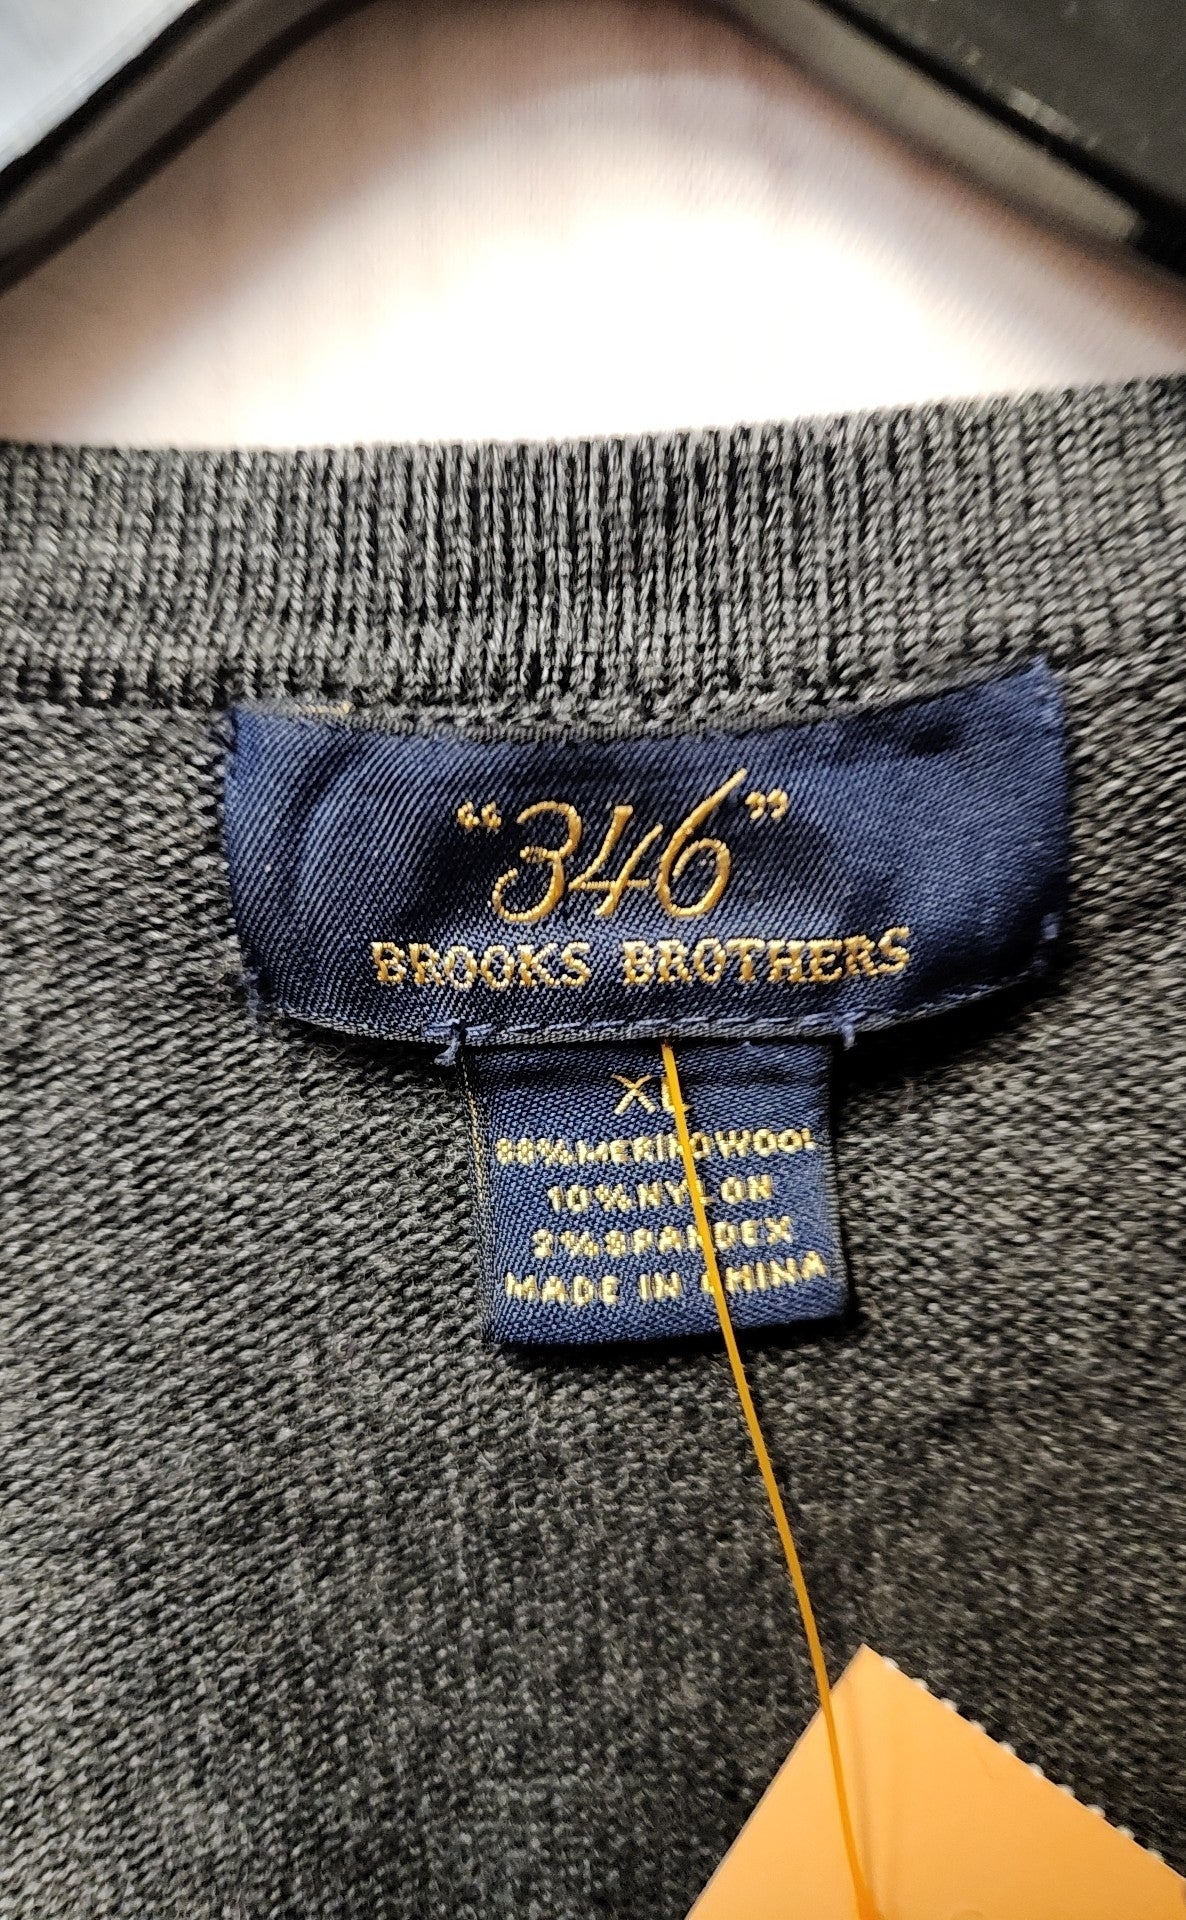 “346”
BROOKS BROTHERS
XL
88% MERINO WOOL
10% NYLON
2% SPANDEX
MADE IN CHINA